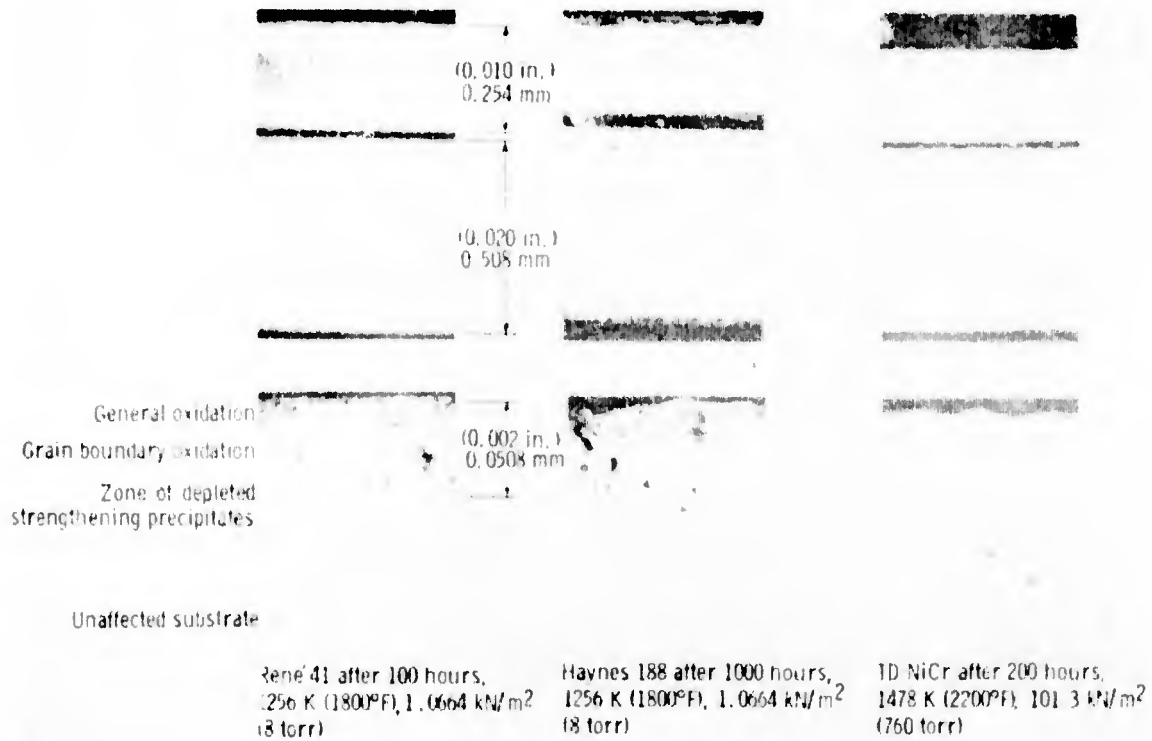 (0.010 in.)
0.254 mm
(0.020 in.)
0.508 mm
General oxidation
Grain boundary oxidation
(0.002 in.)
0.0508 mm
Zone of depleted
strengthening precipitates
Unaffected substrate
René 41 after 100 hours,
1256 K (1800°F), 1.0664 kN/m²
(8 torr)
Haynes 188 after 1000 hours,
1256 K (1800°F), 1.0664 kN/m²
(8 torr)
TD NiCr after 200 hours,
1478 K (2200°F), 101.3 kN/m²
(760 torr)